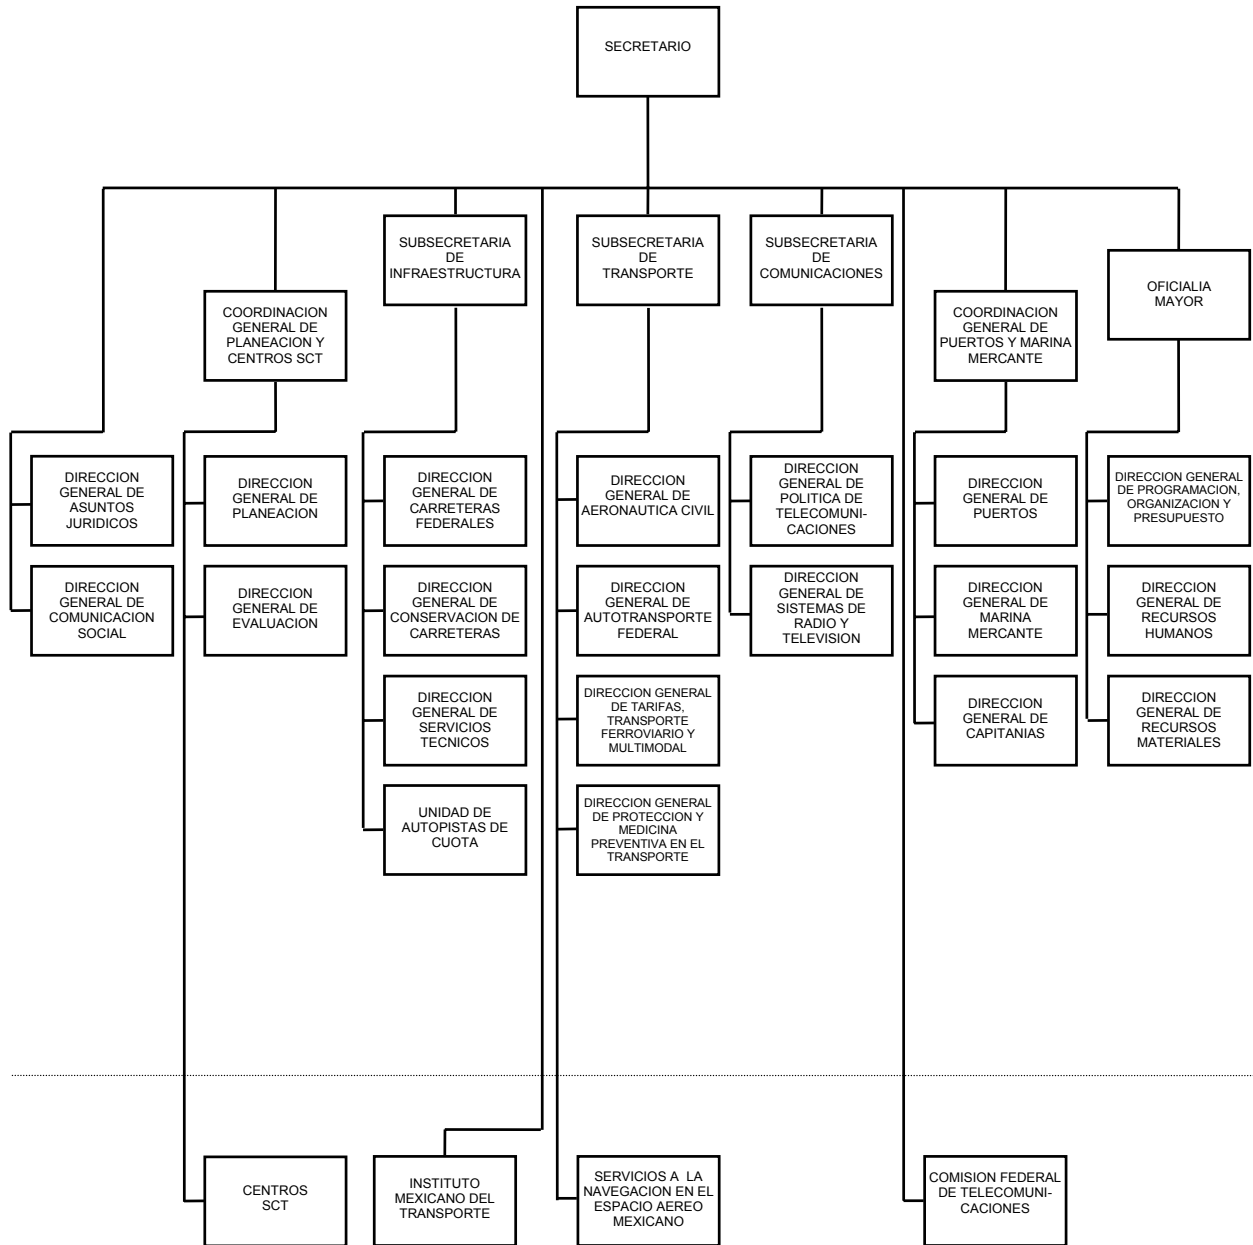 SECRETARIO
SUBSECRETARIA
DE
INFRAESTRUCTURA
SUBSECRETARIA
DE
TRANSPORTE
SUBSECRETARIA
DE
COMUNICACIONES
OFICIALIA
MAYOR
COORDINACION
GENERAL DE
PLANEACION Y
CENTROS SCT
COORDINACION
GENERAL DE
PUERTOS Y MARINA
MERCANTE
DIRECCION
GENERAL DE
ASUNTOS
JURIDICOS
DIRECCION
GENERAL DE
PLANEACION
DIRECCION
GENERAL DE
CARRETERAS
FEDERALES
DIRECCION
GENERAL DE
AERONAUTICA CIVIL
DIRECCION
GENERAL DE
POLITICA DE
TELECOMUNI-
CACIONES
DIRECCION
GENERAL DE
PUERTOS
DIRECCION GENERAL
DE PROGRAMACION,
ORGANIZACION Y
PRESUPUESTO
DIRECCION
GENERAL DE
COMUNICACION
SOCIAL
DIRECCION
GENERAL DE
EVALUACION
DIRECCION
GENERAL DE
CONSERVACION DE
CARRETERAS
DIRECCION
GENERAL DE
AUTOTRANSPORTE
FEDERAL
DIRECCION
GENERAL DE
SISTEMAS DE
RADIO Y
TELEVISION
DIRECCION
GENERAL DE
MARINA
MERCANTE
DIRECCION
GENERAL DE
RECURSOS
HUMANOS
DIRECCION
GENERAL DE
SERVICIOS
TECNICOS
DIRECCION GENERAL
DE TARIFAS,
TRANSPORTE
FERROVIARIO Y
MULTIMODAL
DIRECCION
GENERAL DE
CAPITANIAS
DIRECCION
GENERAL DE
RECURSOS
MATERIALES
UNIDAD DE
AUTOPISTAS DE
CUOTA
DIRECCION GENERAL
DE PROTECCION Y
MEDICINA
PREVENTIVA EN EL
TRANSPORTE
CENTROS
SCT
INSTITUTO
MEXICANO DEL
TRANSPORTE
SERVICIOS A LA
NAVEGACION EN EL
ESPACIO AEREO
MEXICANO
COMISION FEDERAL
DE TELECOMUNI-
CACIONES